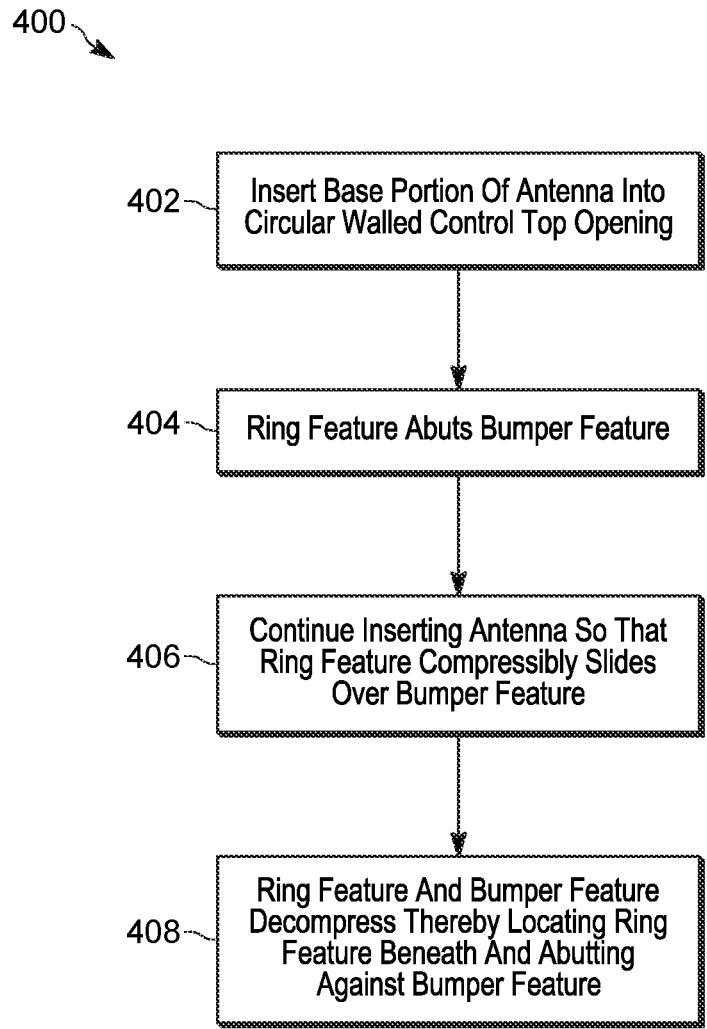 400
402
Insert Base Portion Of Antenna Into
Circular Walled Control Top Opening
404
Ring Feature Abuts Bumper Feature
406
Continue Inserting Antenna So That
Ring Feature Compressibly Slides
Over Bumper Feature
408
Ring Feature And Bumper Feature
Decompress Thereby Locating Ring
Feature Beneath And Abutting
Against Bumper Feature